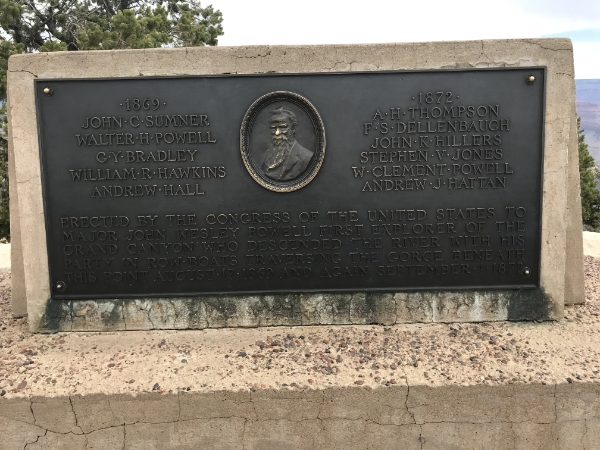 ·1869·
JOHN·C·SUMNER
WALTER·H·POWELL
G·Y·BRADLEY
WILLIAM·R·HAWKINS
ANDREW·HALL
·1872·
A·H·THOMPSON
F·S·DELLENBAUGH
JOHN·K·HILLERS
STEPHEN·V·JONES
W·CLEMENT·POWELL
ANDREW·J·HATTAN
ERECTED BY THE CONGRESS OF THE UNITED STATES TO
MAJOR JOHN WESLEY POWELL FIRST EXPLORER OF THE
GRAND CANYON WHO DESCENDED THE RIVER WITH HIS
PARTY IN ROWBOATS TRAVERSING THE GORGE BENEATH
THIS POINT AUGUST 17 1869 AND AGAIN SEPTEMBER 1 1872